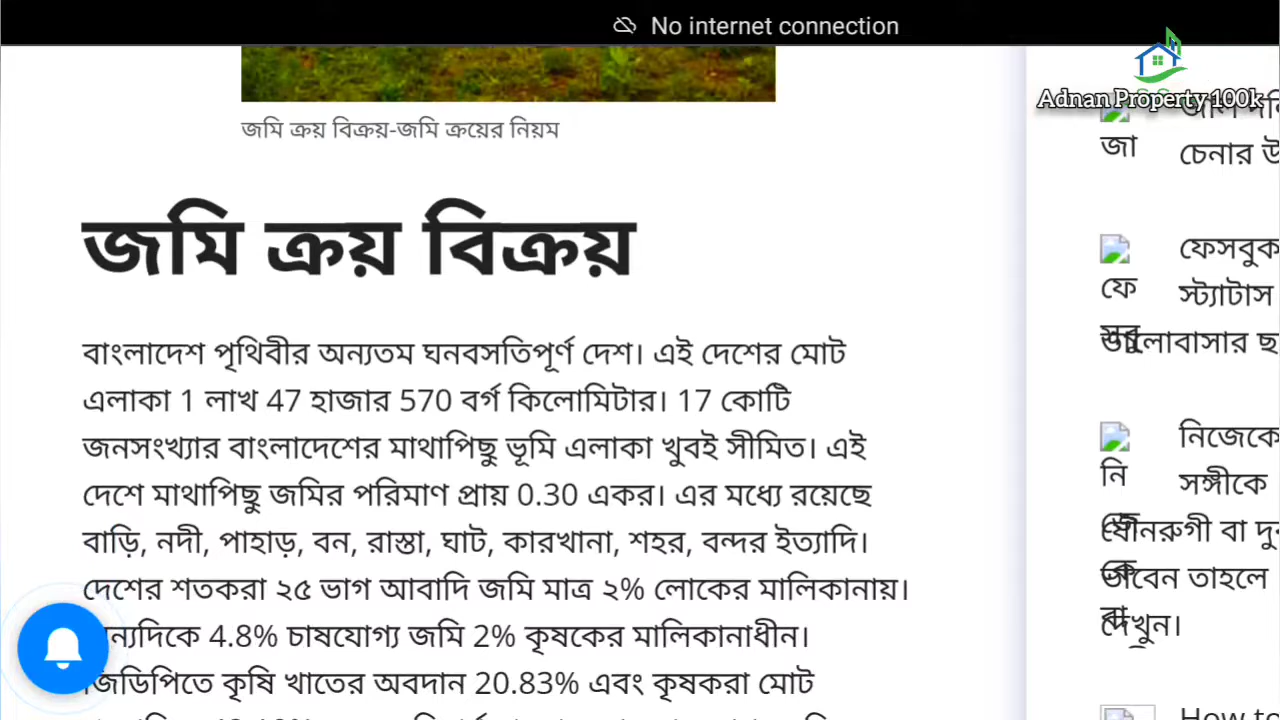 No internet connection
Adnan Property 100k
জমি ক্রয় বিক্রয়-জমি ক্রয়ের নিয়ম
জমি ক্রয় বিক্রয়
বাংলাদেশ পৃথিবীর অন্যতম ঘনবসতিপূর্ণ দেশ। এই দেশের মোট
এলাকা 1 লাখ 47 হাজার 570 বর্গ কিলোমিটার। 17 কোটি
জনসংখ্যার বাংলাদেশের মাথাপিছু ভূমি এলাকা খুবই সীমিত। এই
দেশে মাথাপিছু জমির পরিমাণ প্রায় 0.30 একর। এর মধ্যে রয়েছে
বাড়ি, নদী, পাহাড়, বন, রাস্তা, ঘাট, কারখানা, শহর, বন্দর ইত্যাদি।
দেশের শতকরা ২৫ ভাগ আবাদি জমি মাত্র ২% লোকের মালিকানায়।
4.8% চাষযোগ্য জমি 2% কৃষকের মালিকানাধীন।
জিডিপিতে কৃষি খাতের অবদান 20.83% এবং কৃষকরা মোট
জা
চেনার
ফেসবুক
ফে
স্ট্যাটাস
নিজেকে
নি
সঙ্গীকে
যৌনরুগী বা
ভাবেন তাহলে
দেখুন।
How to